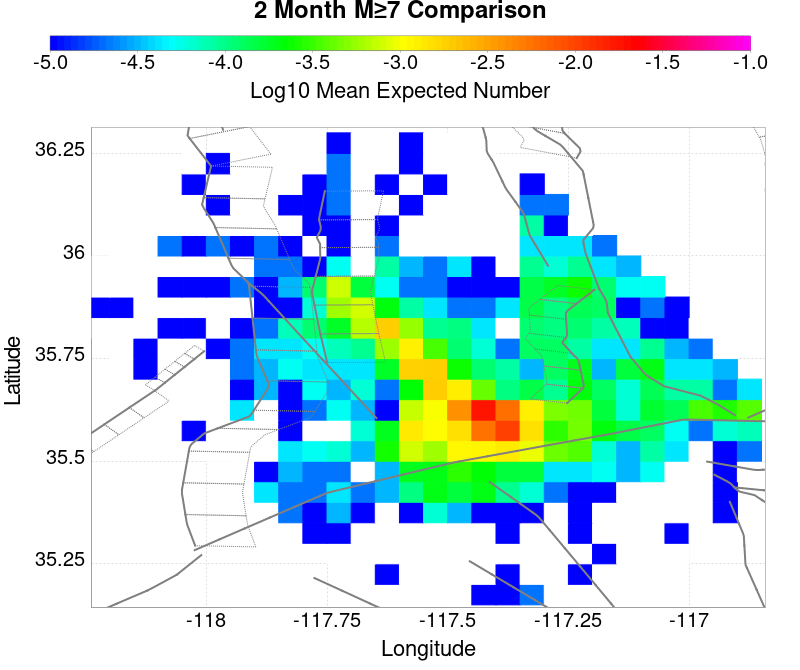 2 Month M≥7 Comparison
-5.0 -4.5 -4.0 -3.5 -3.0 -2.5 -2.0 -1.5 -1.0
Log10 Mean Expected Number
36.25
36
35.75
35.5
35.25
Latitude
-118 -117.75 -117.5 -117.25 -117
Longitude